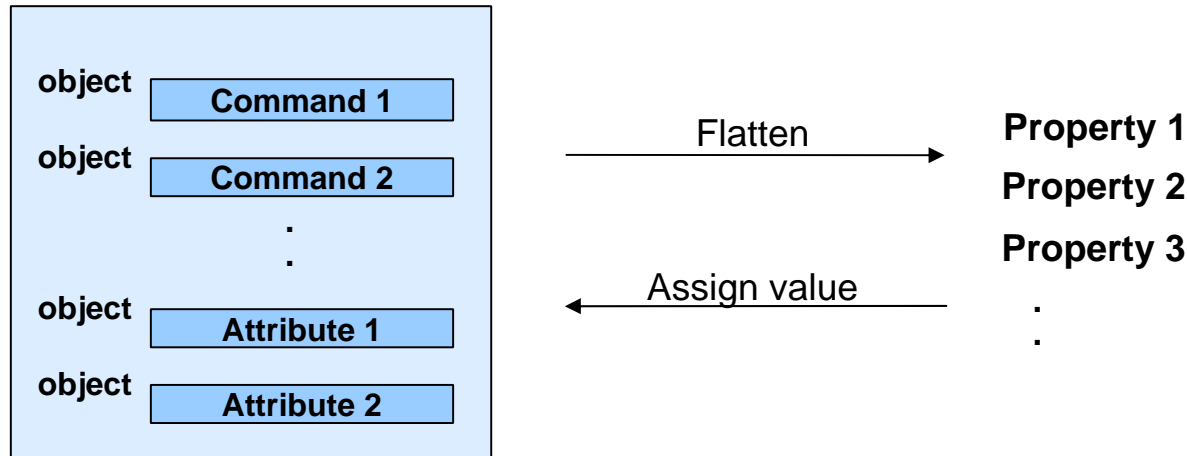 object
Command 1
object
Command 2
.
.
object
Attribute 1
object
Attribute 2
Flatten
Assign value
Property 1
Property 2
Property 3
.
.